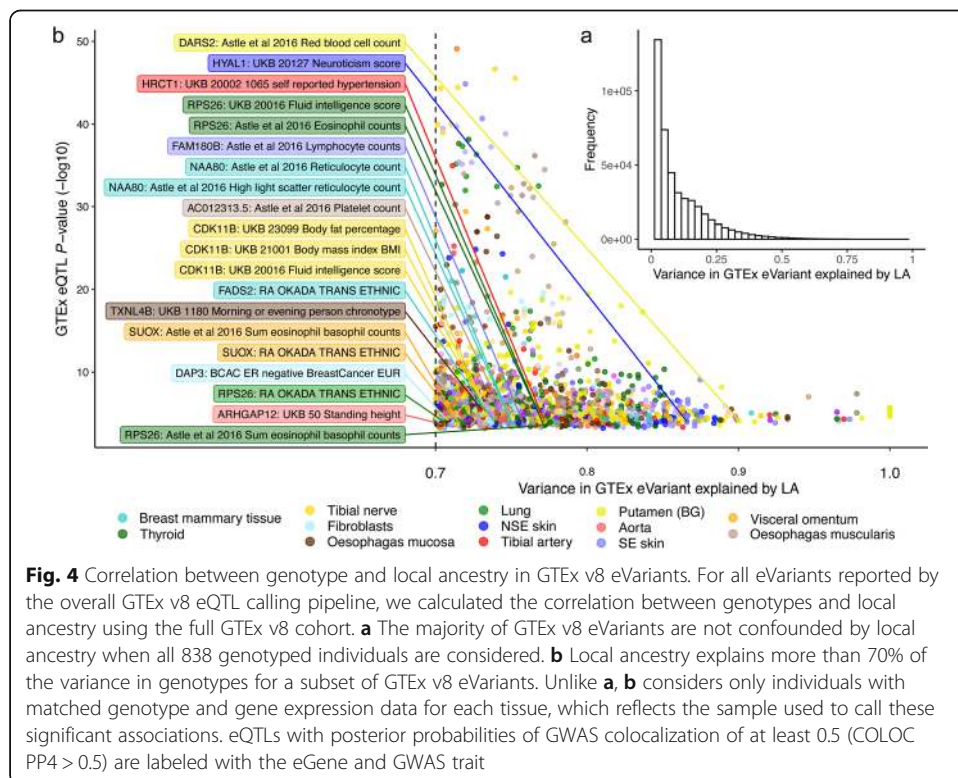 b
50
40
30
20
10
GTEx eQTL P−value (−log10)
DARS2: Astle et al 2016 Red blood cell count
HYAL1: UKB 20127 Neuroticism score
HRCT1: UKB 20002 1065 self reported hypertension
RPS26: UKB 20016 Fluid intelligence score
RPS26: Astle et al 2016 Eosinophil counts
FAM180B: Astle et al 2016 Lymphocyte counts
NAA80: Astle et al 2016 Reticulocyte count
NAA80: Astle et al 2016 High light scatter reticulocyte count
AC012313.5: Astle et al 2016 Platelet count
CDK11B: UKB 23099 Body fat percentage
CDK11B: UKB 21001 Body mass index BMI
CDK11B: UKB 20016 Fluid intelligence score
FADS2: RA OKADA TRANS ETHNIC
TXNL4B: UKB 1180 Morning or evening person chronotype
SUOX: Astle et al 2016 Sum eosinophil basophil counts
SUOX: RA OKADA TRANS ETHNIC
DAP3: BCAC ER negative BreastCancer EUR
RPS26: RA OKADA TRANS ETHNIC
ARHGAP12: UKB 50 Standing height
RPS26: Astle et al 2016 Sum eosinophil basophil counts
0.7 0.8 0.9 1.0
Variance in GTEx eVariant explained by LA
a
1e+05
5e+04
0e+00
Frequency
0 0.25 0.5 0.75 1
Variance in GTEx eVariant explained by LA
Breast mammary tissue
Thyroid
Tibial nerve
Fibroblasts
Oesophagas mucosa
Lung
NSE skin
Tibial artery
Putamen (BG)
Aorta
SE skin
Visceral omentum
Oesophagas muscularis
Fig. 4 Correlation between genotype and local ancestry in GTEx v8 eVariants. For all eVariants reported by
the overall GTEx v8 eQTL calling pipeline, we calculated the correlation between genotypes and local
ancestry using the full GTEx v8 cohort. a The majority of GTEx v8 eVariants are not confounded by local
ancestry when all 838 genotyped individuals are considered. b Local ancestry explains more than 70% of
the variance in genotypes for a subset of GTEx v8 eVariants. Unlike a, b considers only individuals with
matched genotype and gene expression data for each tissue, which reflects the sample used to call these
significant associations. eQTLs with posterior probabilities of GWAS colocalization of at least 0.5 (COLOC
PP4 > 0.5) are labeled with the eGene and GWAS trait